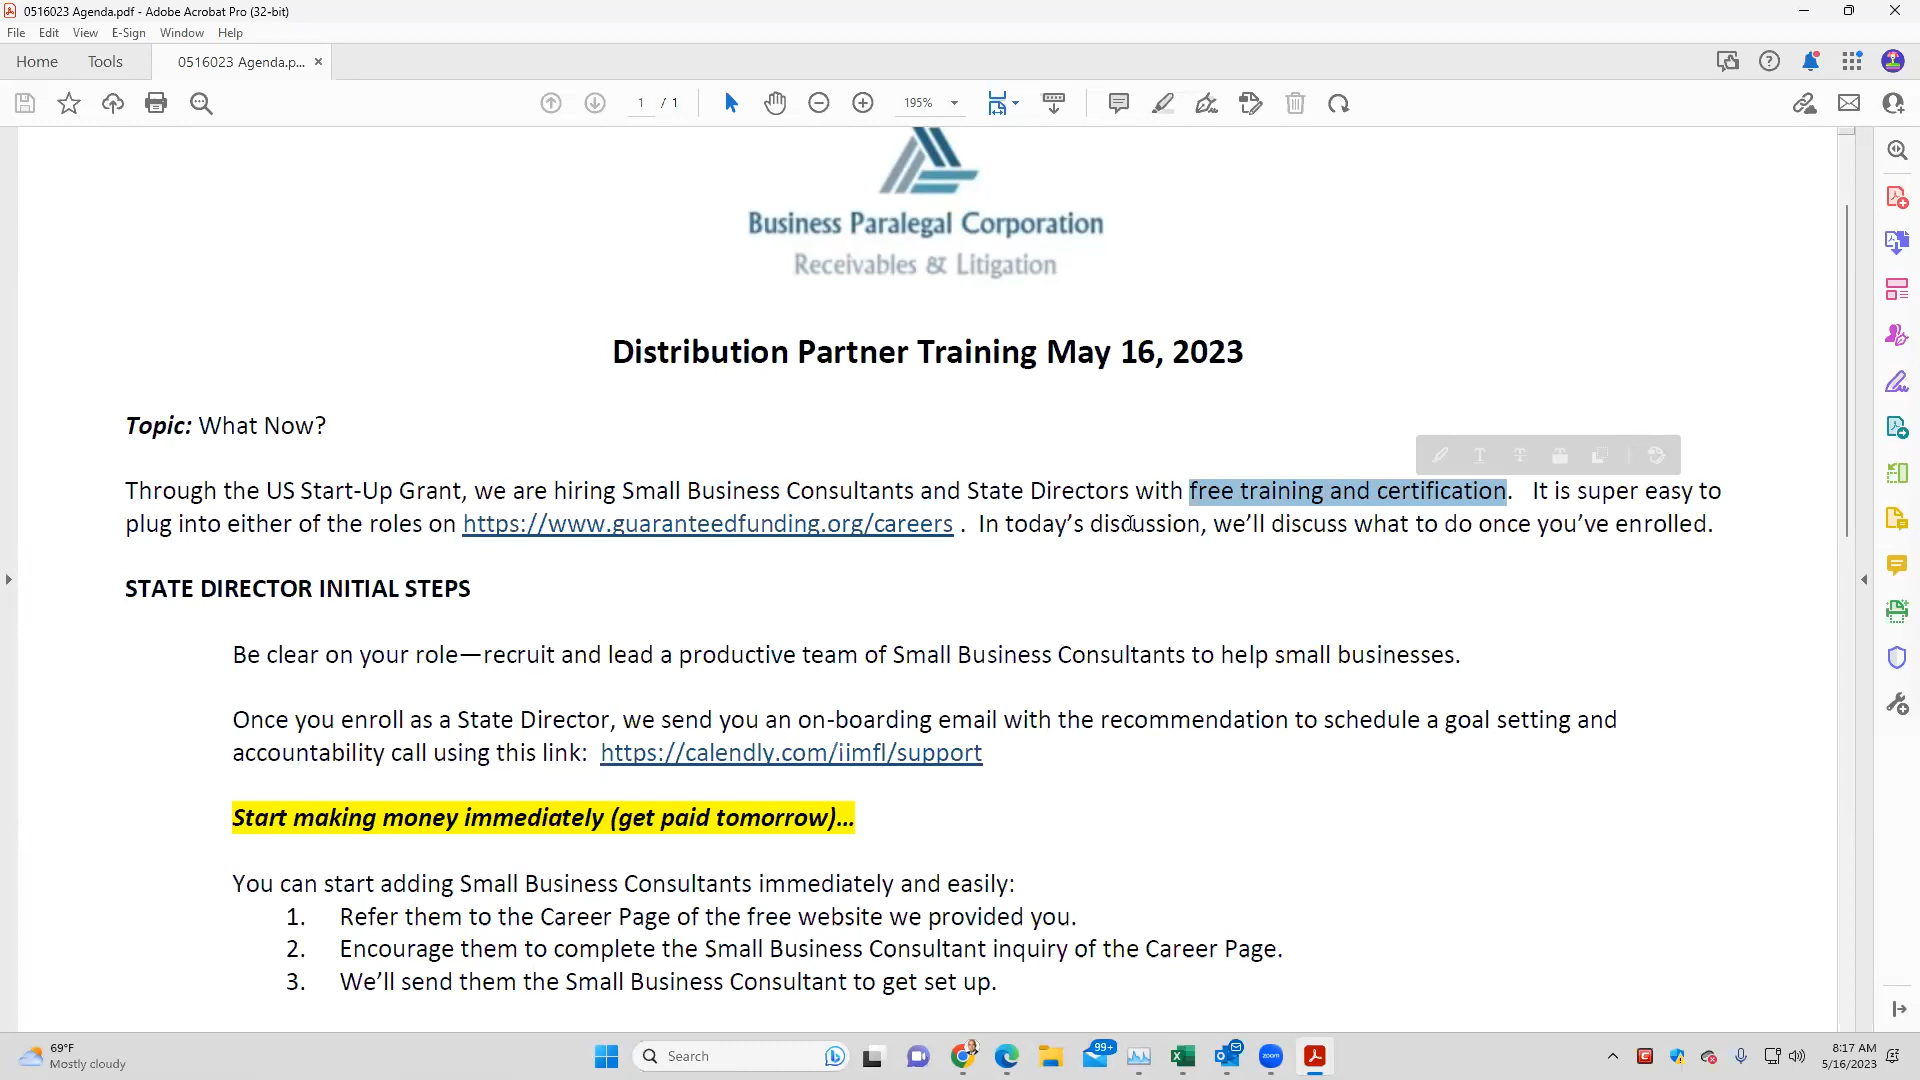 0516023 Agenda.pdf - Adobe Acrobat Pro (32-bit)
File Edit View E-Sign Window Help
Home Tools 0516023 Agenda.p... ×
1 / 1 195%
Business Paralegal Corporation
Receivables & Litigation
Distribution Partner Training May 16, 2023
Topic: What Now?
Through the US Start-Up Grant, we are hiring Small Business Consultants and State Directors with free training and certification. It is super easy to
plug into either of the roles on https://www.guaranteedfunding.org/careers . In today’s discussion, we’ll discuss what to do once you’ve enrolled.
STATE DIRECTOR INITIAL STEPS
Be clear on your role—recruit and lead a productive team of Small Business Consultants to help small businesses.
Once you enroll as a State Director, we send you an on-boarding email with the recommendation to schedule a goal setting and
accountability call using this link: https://calendly.com/iimfl/support
Start making money immediately (get paid tomorrow)…
You can start adding Small Business Consultants immediately and easily:
1. Refer them to the Career Page of the free website we provided you.
2. Encourage them to complete the Small Business Consultant inquiry of the Career Page.
3. We’ll send them the Small Business Consultant to get set up.
69°F
Mostly cloudy
Search
99+
zoom
8:17 AM
5/16/2023